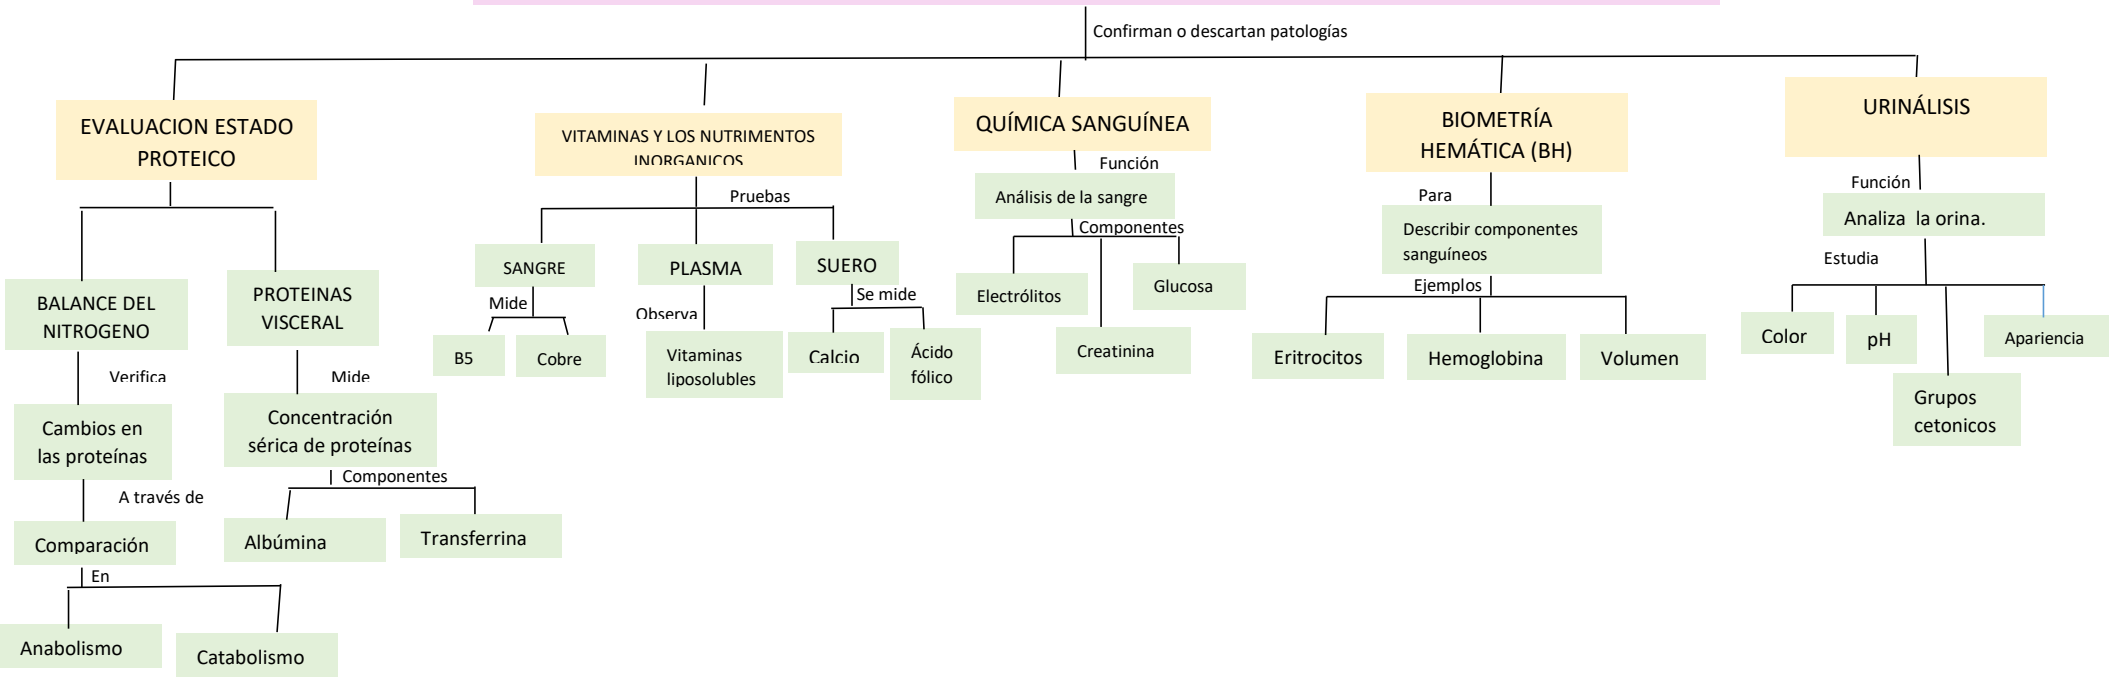 Confirman o descartan patologías
EVALUACION ESTADO
PROTEICO
BALANCE DEL
NITROGENO
Verifica
Cambios en
las proteínas
A través de
Comparación
En
Anabolismo
Catabolismo
PROTEINAS
VISCERAL
Mide
Concentración
sérica de proteínas
Componentes
Albúmina
Transferrina
VITAMINAS Y LOS NUTRIMENTOS
INORGANICOS
Pruebas
SANGRE
Mide
B5
Cobre
PLASMA
Observa
Vitaminas
liposolubles
SUERO
Se mide
Calcio
Ácido
fólico
QUÍMICA SANGUÍNEA
Función
Análisis de la sangre
Componentes
Electrólitos
Creatinina
Glucosa
BIOMETRÍA
HEMÁTICA (BH)
Para
Describir componentes
sanguíneos
Ejemplos
Eritrocitos
Hemoglobina
Volumen
URINÁLISIS
Función
Analiza  la orina.
Estudia
Color
pH
Grupos
cetonicos
Apariencia